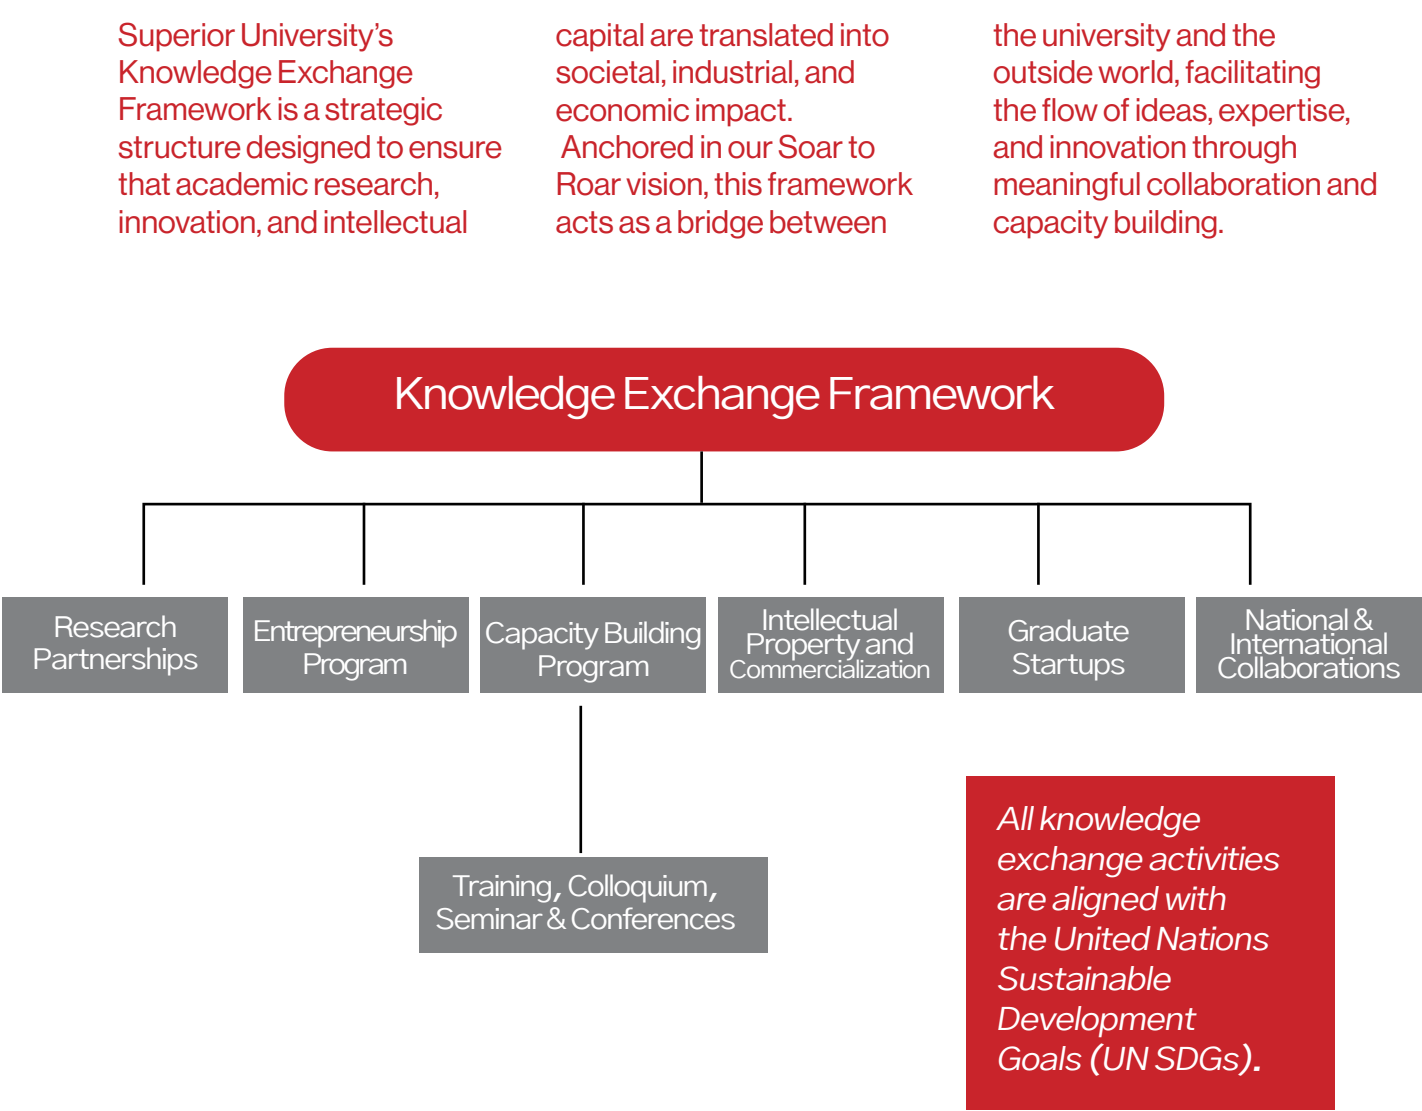 Superior University’s
Knowledge Exchange
Framework is a strategic
structure designed to ensure
that academic research,
innovation, and intellectual
capital are translated into
societal, industrial, and
economic impact.
Anchored in our Soar to
Roar vision, this framework
acts as a bridge between
the university and the
outside world, facilitating
the flow of ideas, expertise,
and innovation through
meaningful collaboration and
capacity building.
Knowledge Exchange Framework
Research
Partnerships
Entrepreneurship
Program
Capacity Building
Program
Intellectual
Property and
Commercialization
Graduate
Startups
National &
International
Collaborations
Training, Colloquium,
Seminar & Conferences
All knowledge
exchange activities
are aligned with
the United Nations
Sustainable
Development
Goals (UN SDGs).